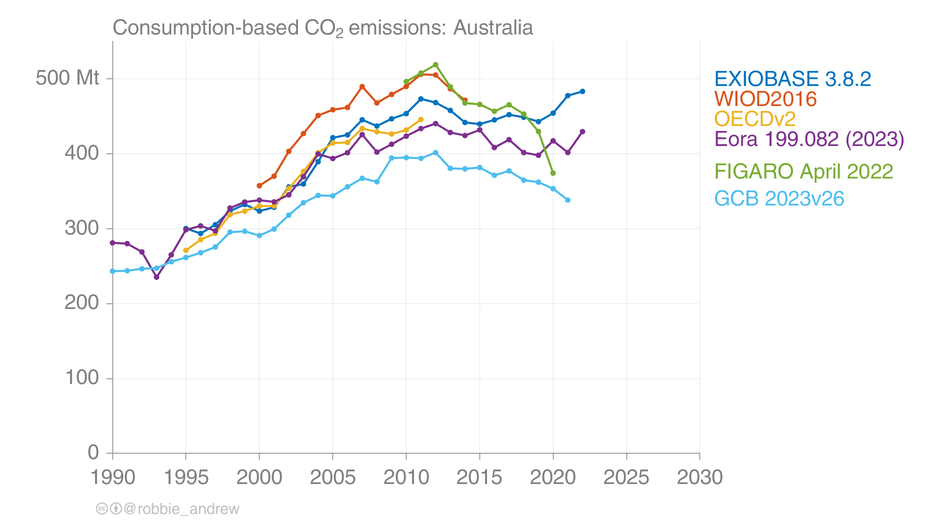 Consumption-based CO₂ emissions: Australia
500 Mt
400
300
200
100
0
1990 1995 2000 2005 2010 2015 2020 2025 2030
EXIOBASE 3.8.2
WIOD2016
OECDv2
Eora 199.082 (2023)
FIGARO April 2022
GCB 2023v26
@robbie_andrew